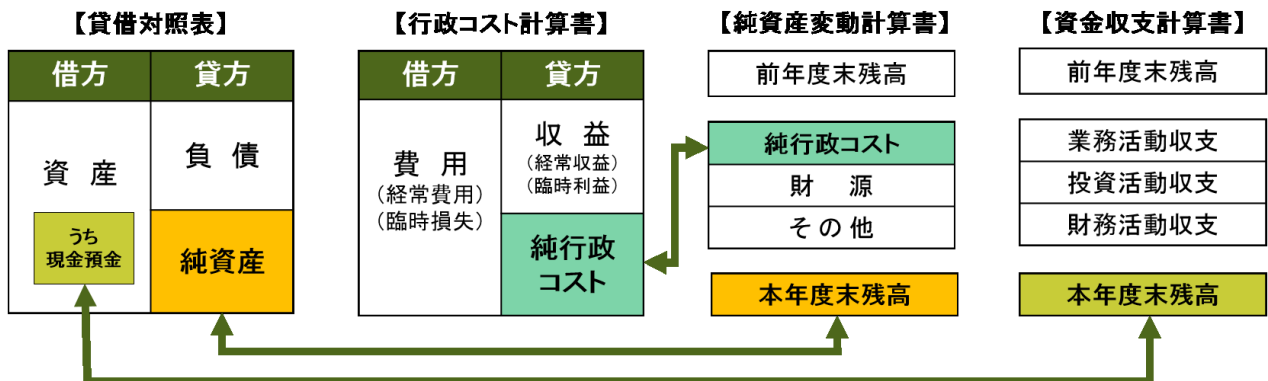 【貸借対照表】
借方
貸方
資 産
うち
現金預金
負 債
純資産
【行政コスト計算書】
借方
貸方
費 用
(経常費用)
(臨時損失)
収 益
(経常収益)
(臨時利益)
純行政
コスト
【純資産変動計算書】
前年度末残高
純行政コスト
財 源
その他
本年度末残高
【資金収支計算書】
前年度末残高
業務活動収支
投資活動収支
財務活動収支
本年度末残高